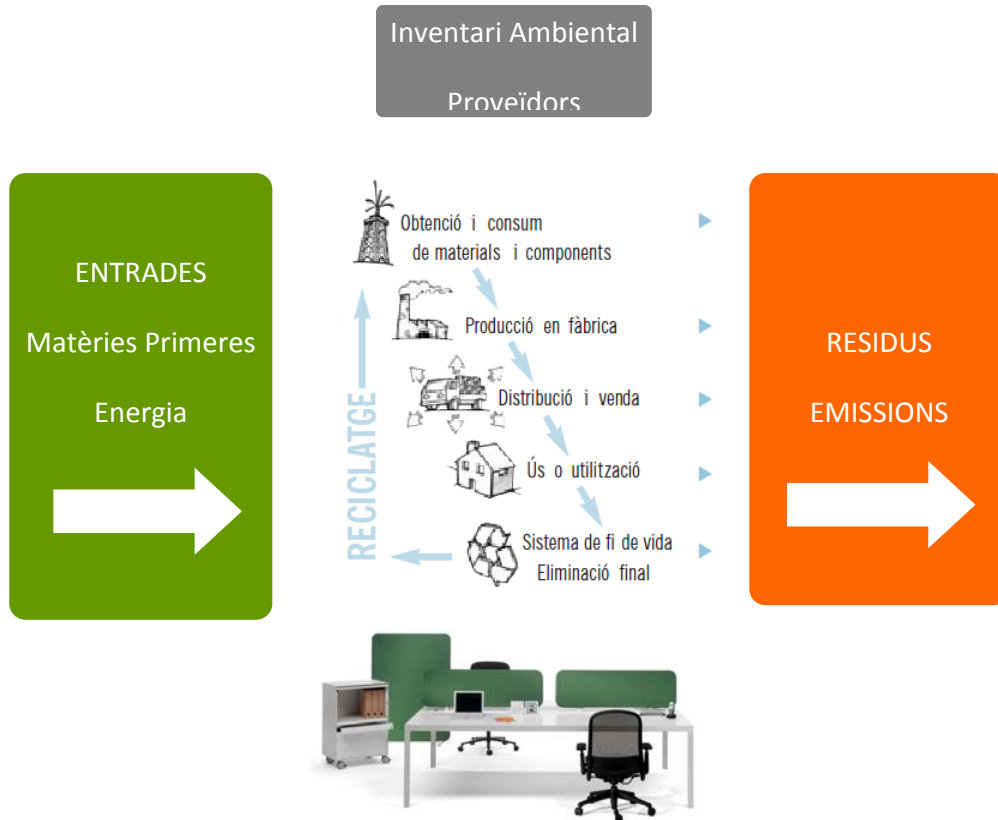 Inventari Ambiental
Proveïdors
ENTRADES
Matèries Primeres
Energia
Obtenció i consum
de materials i components
Producció en fàbrica
Distribució i venda
Ús o utilització
Sistema de fi de vida
Eliminació final
RECICLATGE
RESIDUS
EMISSIONS